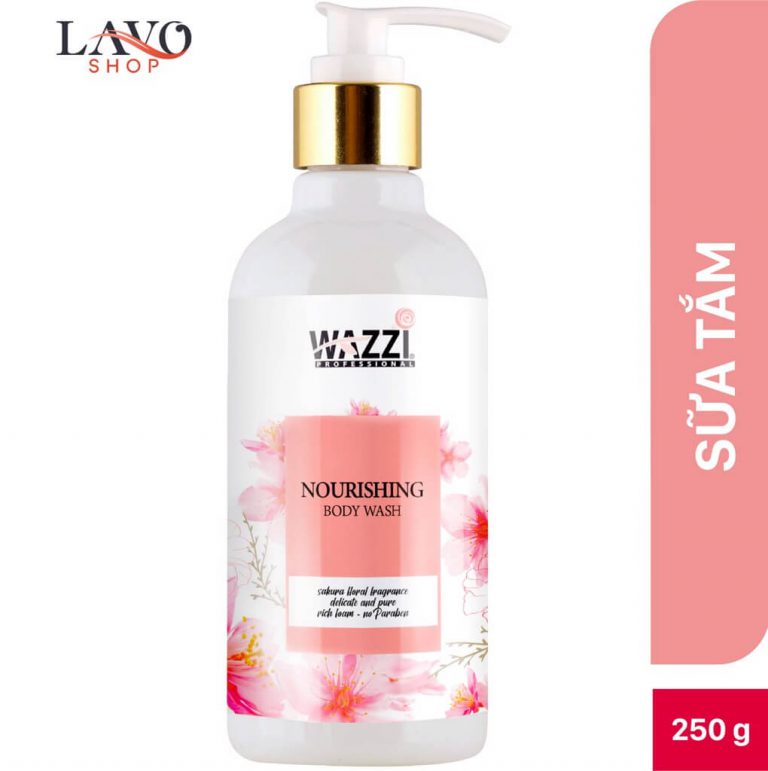 LAVO
SHOP
WAZZI®
PROFESSIONAL
NOURISHING
BODY WASH
sakura floral fragrance
delicate and pure
rich foam - no Paraben
SỮA TẮM
250 g